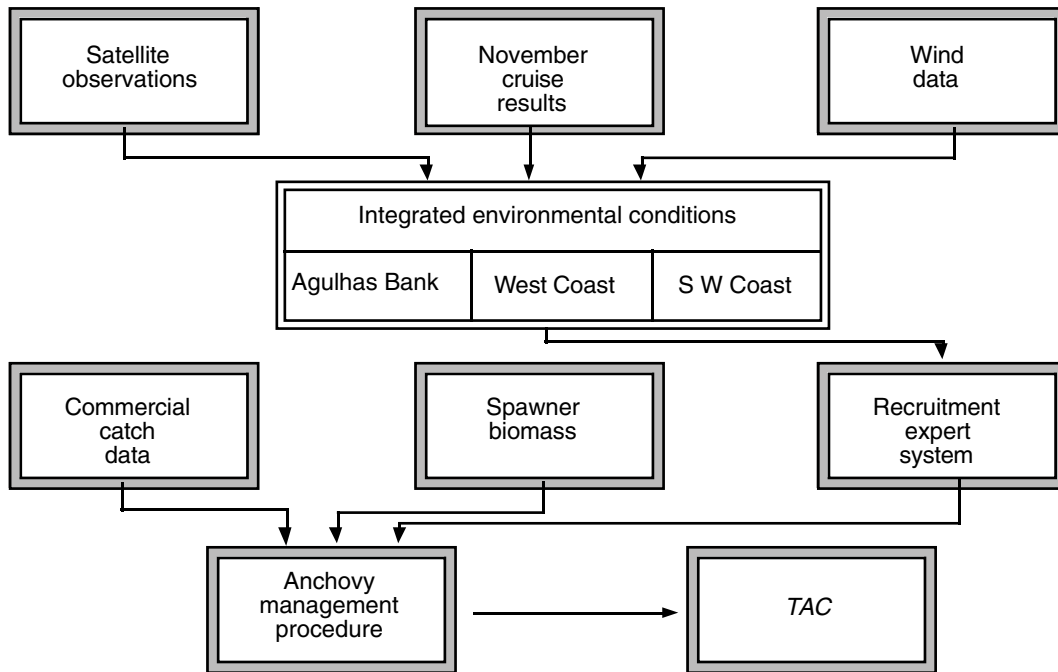 Satellite
observations
November
cruise
results
Wind
data
Integrated environmental conditions
Agulhas Bank
West Coast
S W Coast
Commercial
catch
data
Spawner
biomass
Recruitment
expert
system
Anchovy
management
procedure
TAC